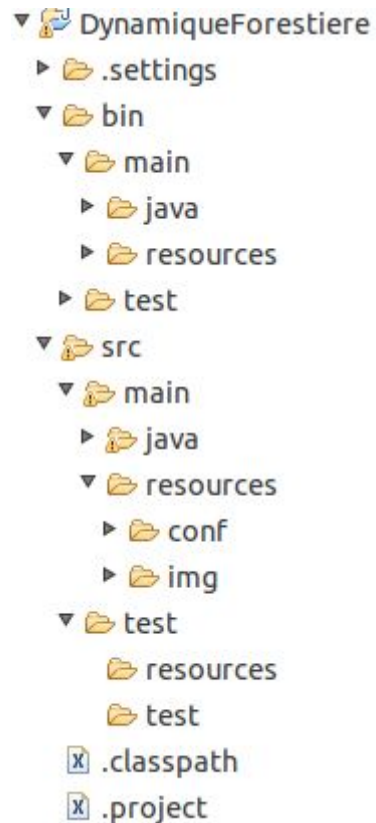 DynamiqueForestiere
.settings
bin
main
java
resources
test
src
main
java
resources
conf
img
test
resources
test
.classpath
.project